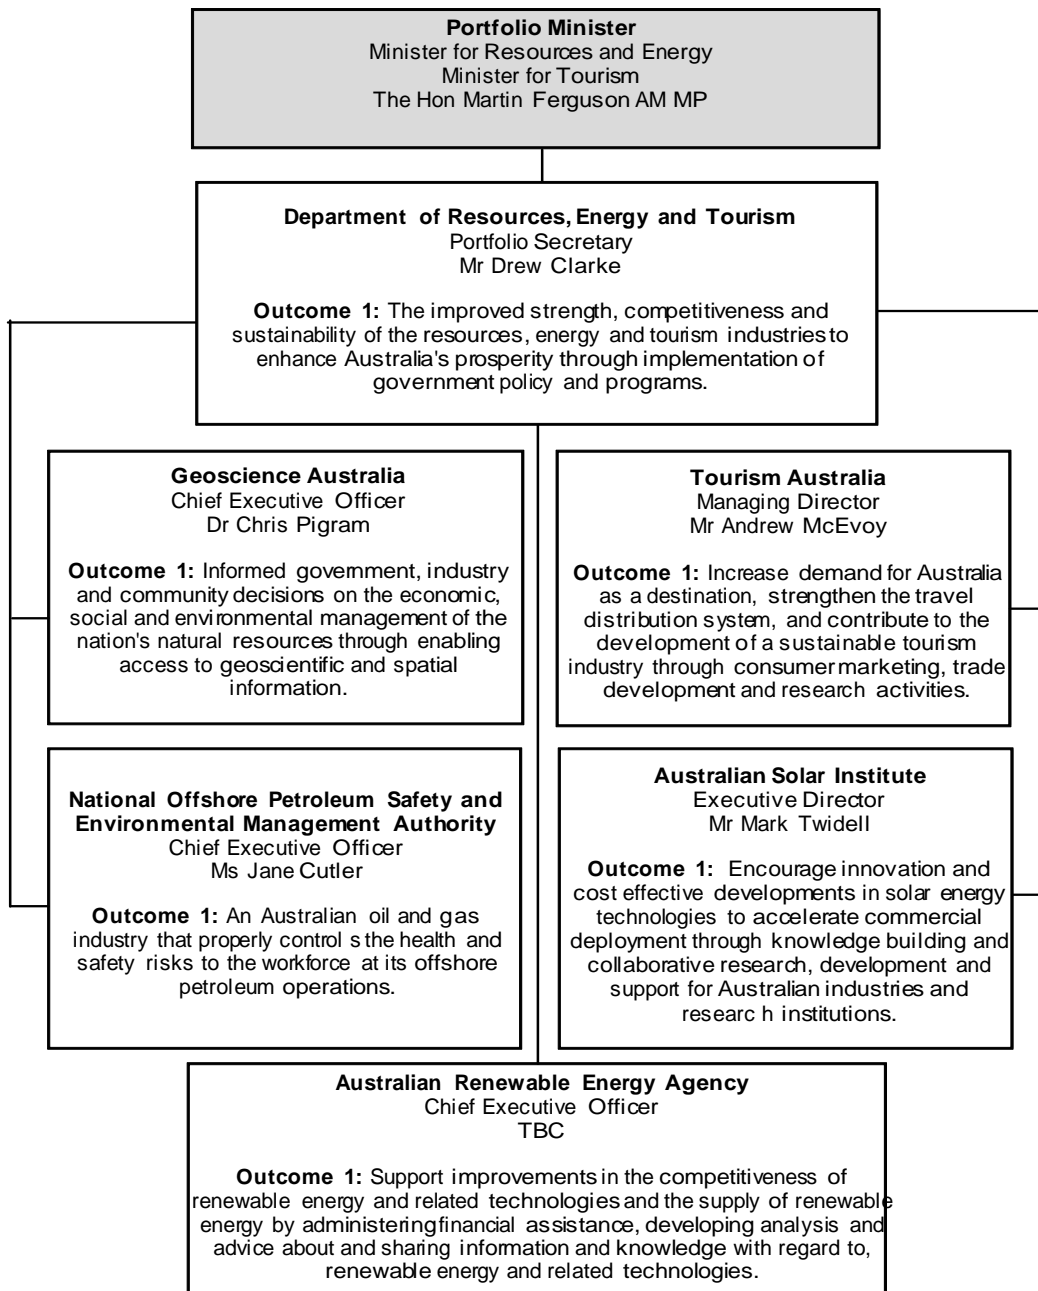 Portfolio Minister
Minister for Resources and Energy
Minister for Tourism
The Hon Martin Ferguson AM MP
Department of Resources, Energy and Tourism
Portfolio Secretary
Mr Drew Clarke
Outcome 1: The improved strength, competitiveness and
sustainability of the resources, energy and tourism industries to
enhance Australia's prosperity through implementation of
government policy and programs.
Geoscience Australia
Chief Executive Officer
Dr Chris Pigram
Outcome 1: Informed government, industry
and community decisions on the economic,
social and environmental management of the
nation's natural resources through enabling
access to geoscientific and spatial
information.
Tourism Australia
Managing Director
Mr Andrew McEvoy
Outcome 1: Increase demand for Australia
as a destination, strengthen the travel
distribution system, and contribute to the
development of a sustainable tourism
industry through consumer marketing, trade
development and research activities.
National Offshore Petroleum Safety and
Environmental Management Authority
Chief Executive Officer
Ms Jane Cutler
Outcome 1: An Australian oil and gas
industry that properly control s the health and
safety risks to the workforce at its offshore
petroleum operations.
Australian Solar Institute
Executive Director
Mr Mark Twidell
Outcome 1: Encourage innovation and
cost effective developments in solar energy
technologies to accelerate commercial
deployment through knowledge building and
collaborative research, development and
support for Australian industries and
researc h institutions.
Australian Renewable Energy Agency
Chief Executive Officer
TBC
Outcome 1: Support improvements in the competitiveness of
renewable energy and related technologies and the supply of renewable
energy by administering financial assistance, developing analysis and
advice about and sharing information and knowledge with regard to,
renewable energy and related technologies.